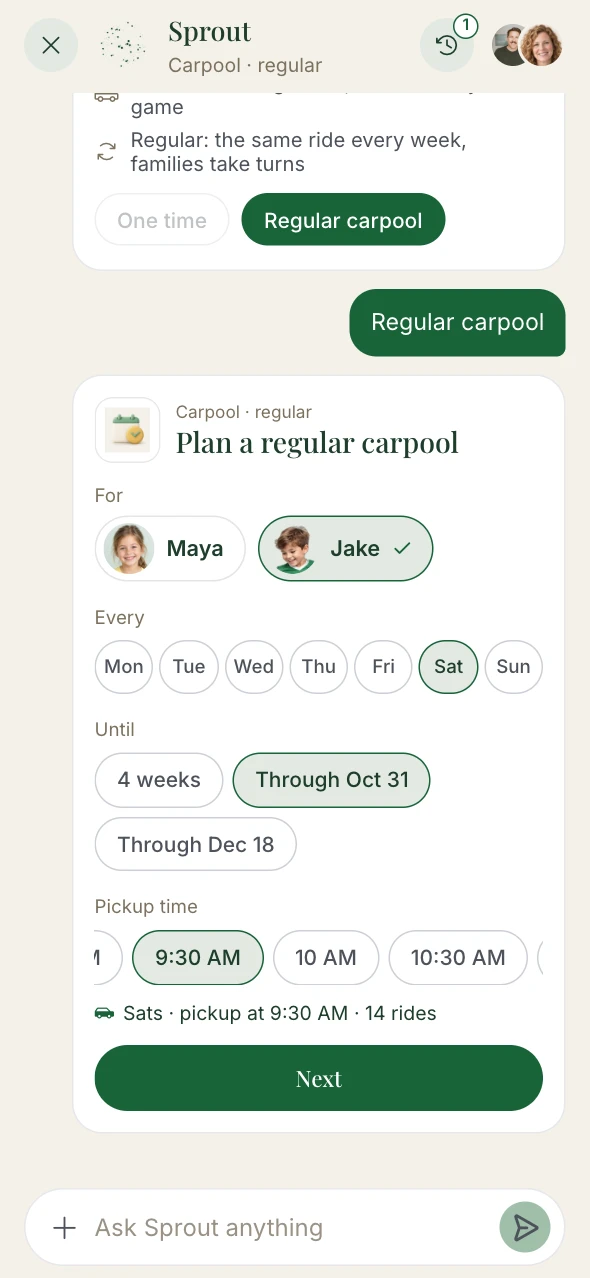 Sprout
1
Carpool · regular
game
Regular: the same ride every week,
families take turns
One time
Regular carpool
Regular carpool
Carpool · regular
Plan a regular carpool
For
Maya
Jake
Every
Mon
Tue
Wed
Thu
Fri
Sat
Sun
Until
4 weeks
Through Oct 31
Through Dec 18
Pickup time
9:30 AM
10 AM
10:30 AM
Sats · pickup at 9:30 AM · 14 rides
Next
Ask Sprout anything